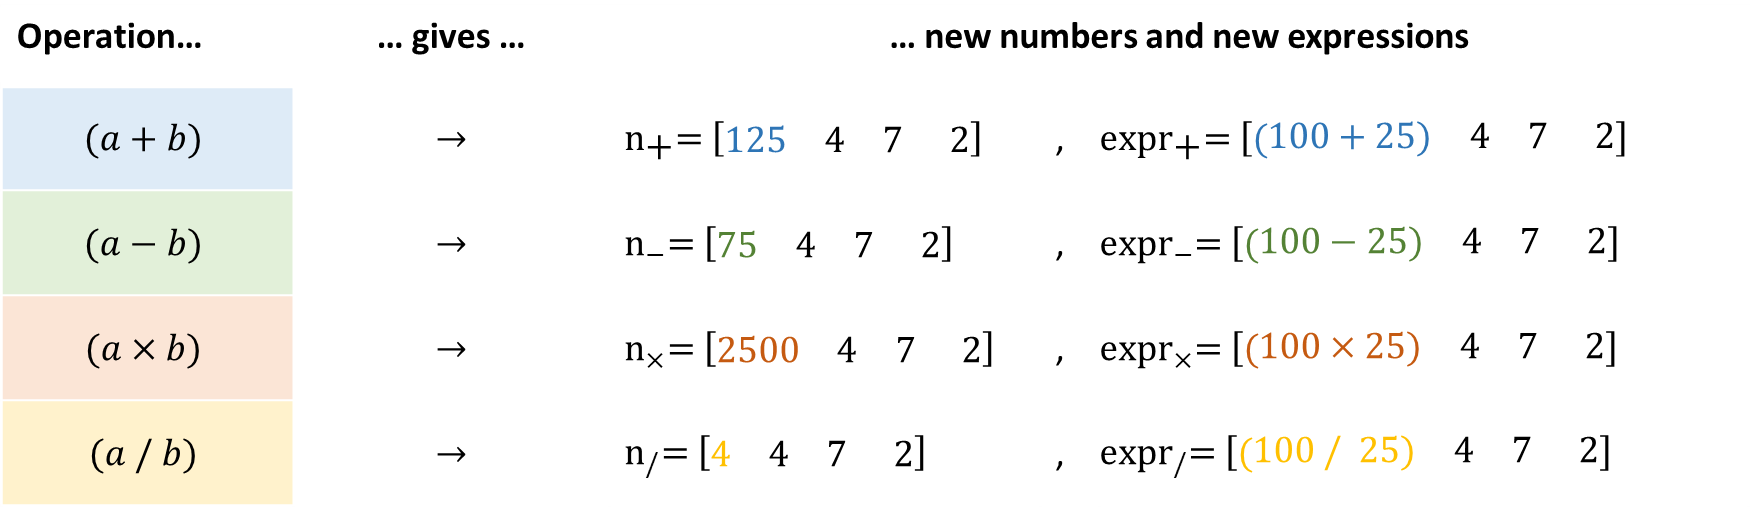 Operation… … gives … … new numbers and new expressions
(a + b) → n₊= [125 4 7 2] , expr₊= [(100 + 25) 4 7 2]
(a − b) → n₋= [75 4 7 2] , expr₋= [(100 − 25) 4 7 2]
(a × b) → n×= [2500 4 7 2] , expr×= [(100 × 25) 4 7 2]
(a / b) → n/= [4 4 7 2] , expr/= [(100 / 25) 4 7 2]